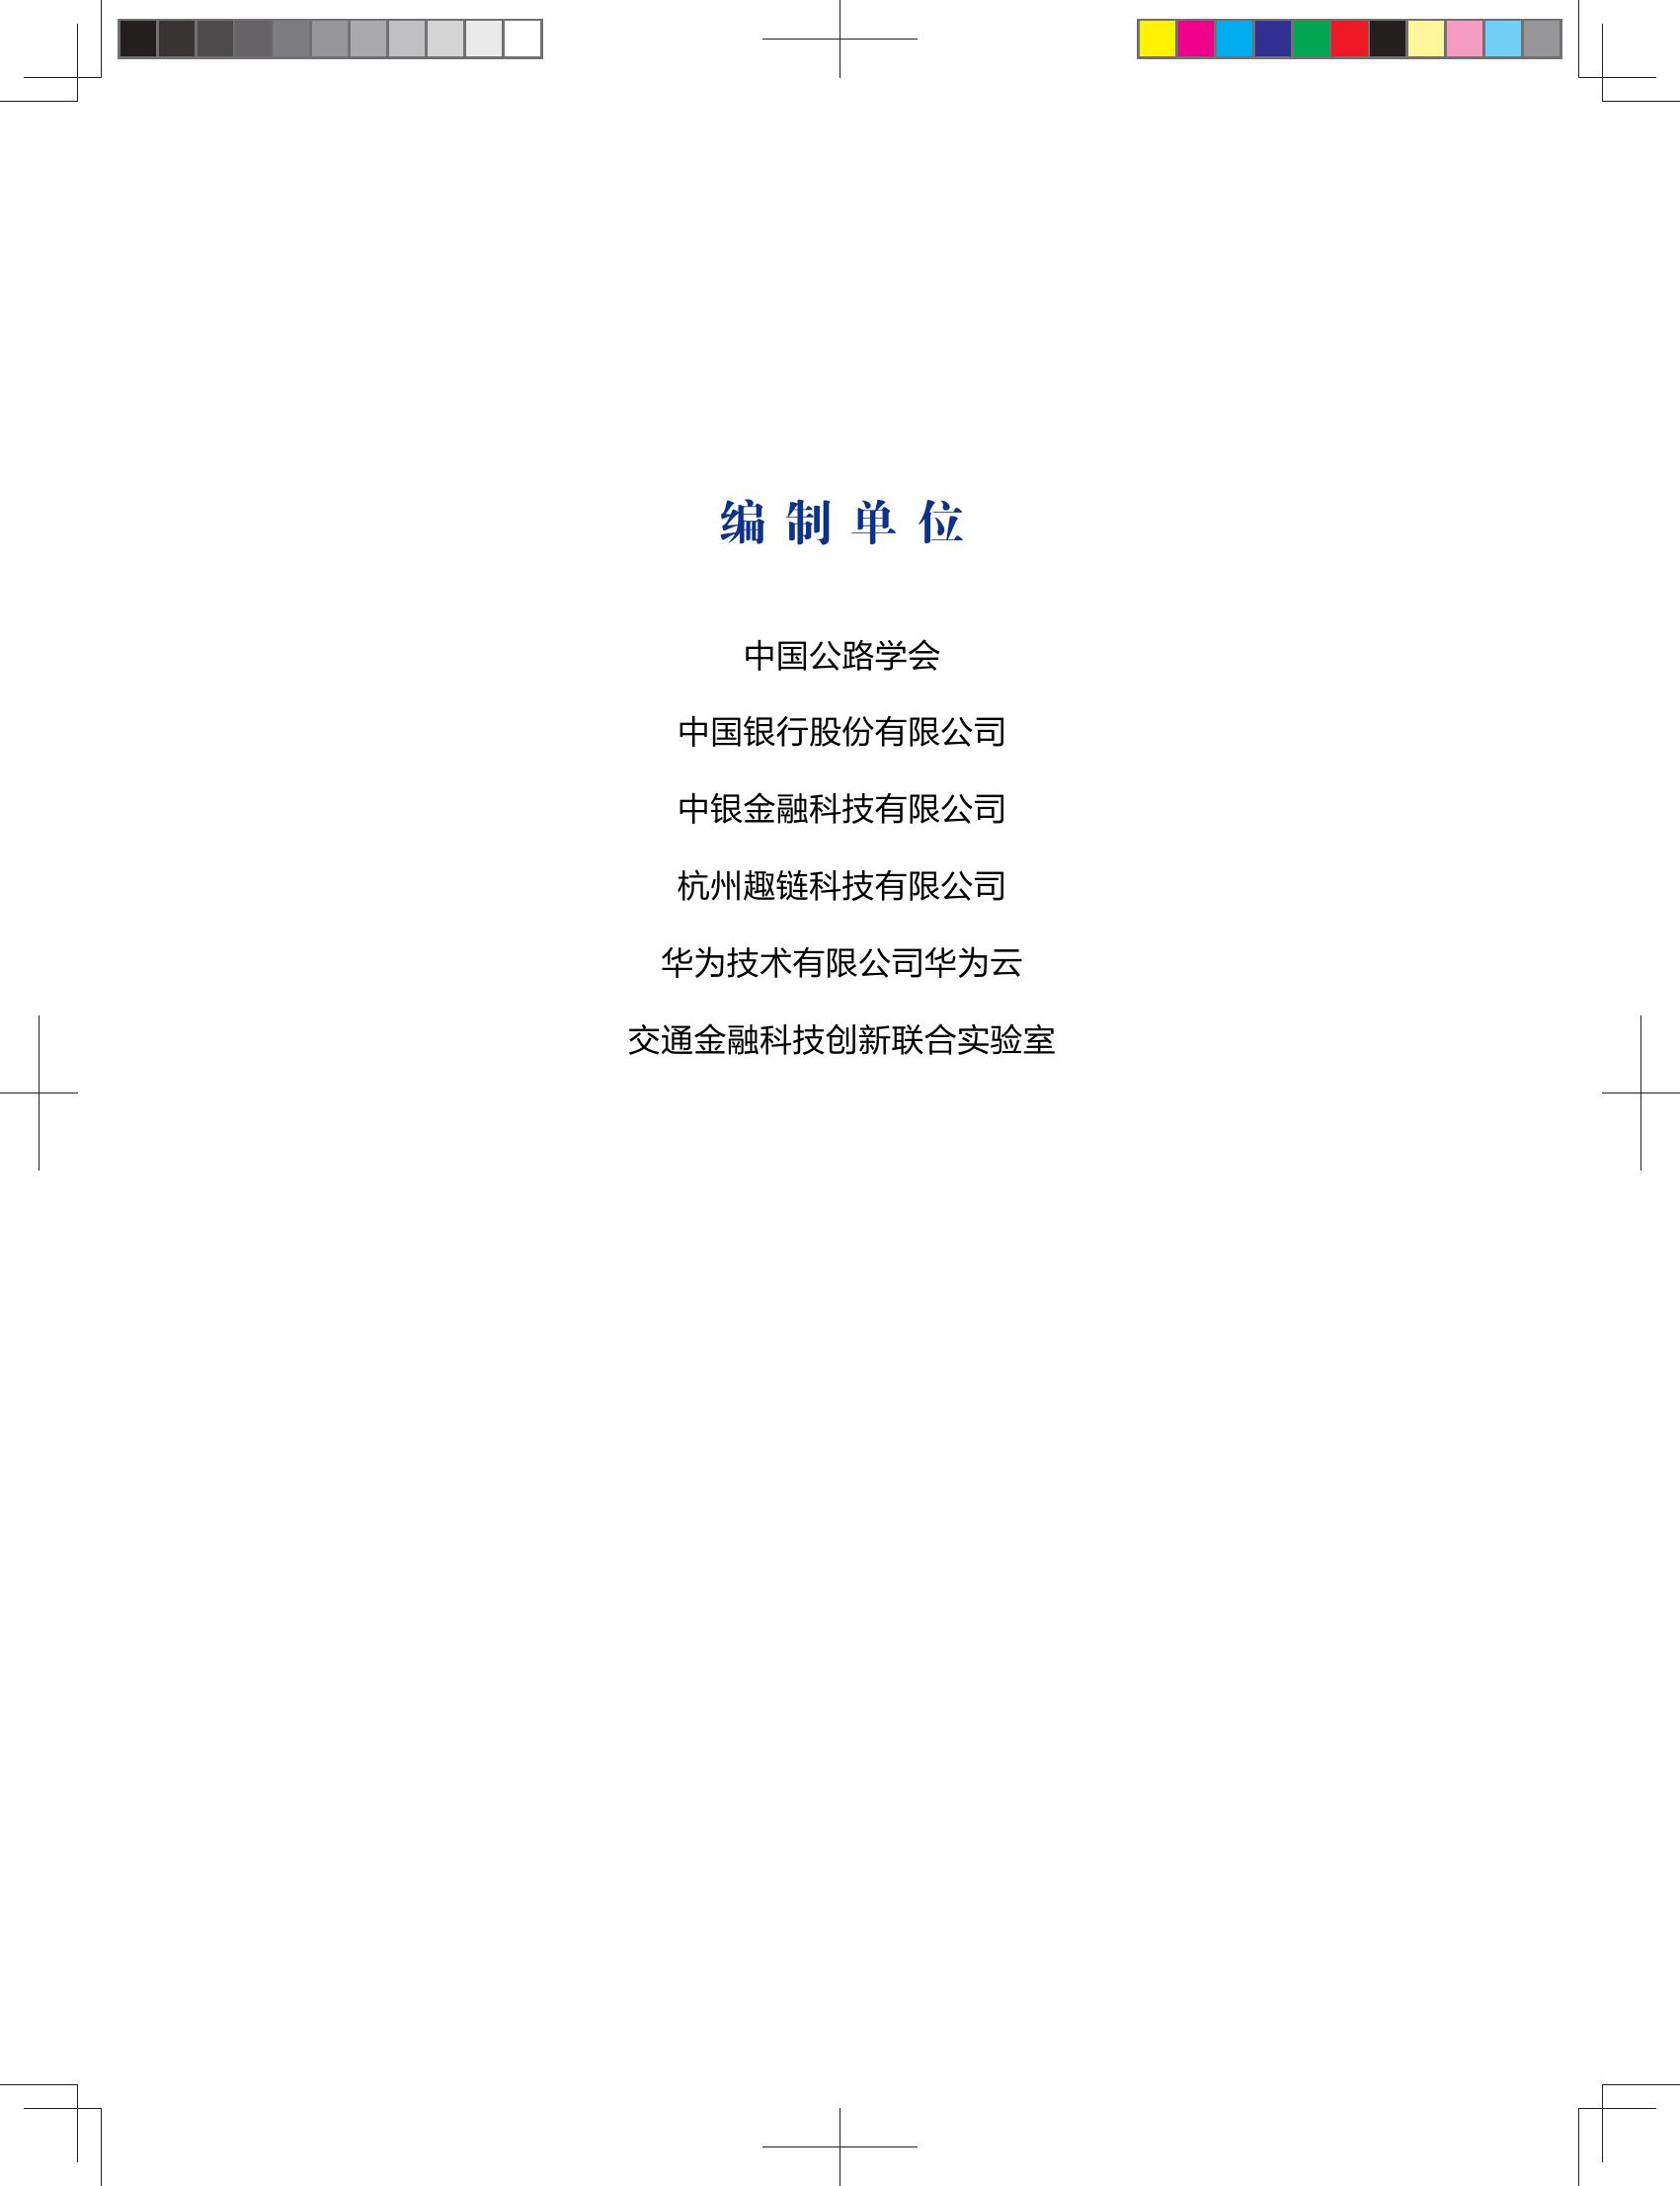 编制单位
中国公路学会
中国银行股份有限公司
中银金融科技有限公司
杭州趣链科技有限公司
华为技术有限公司华为云
交通金融科技创新联合实验室